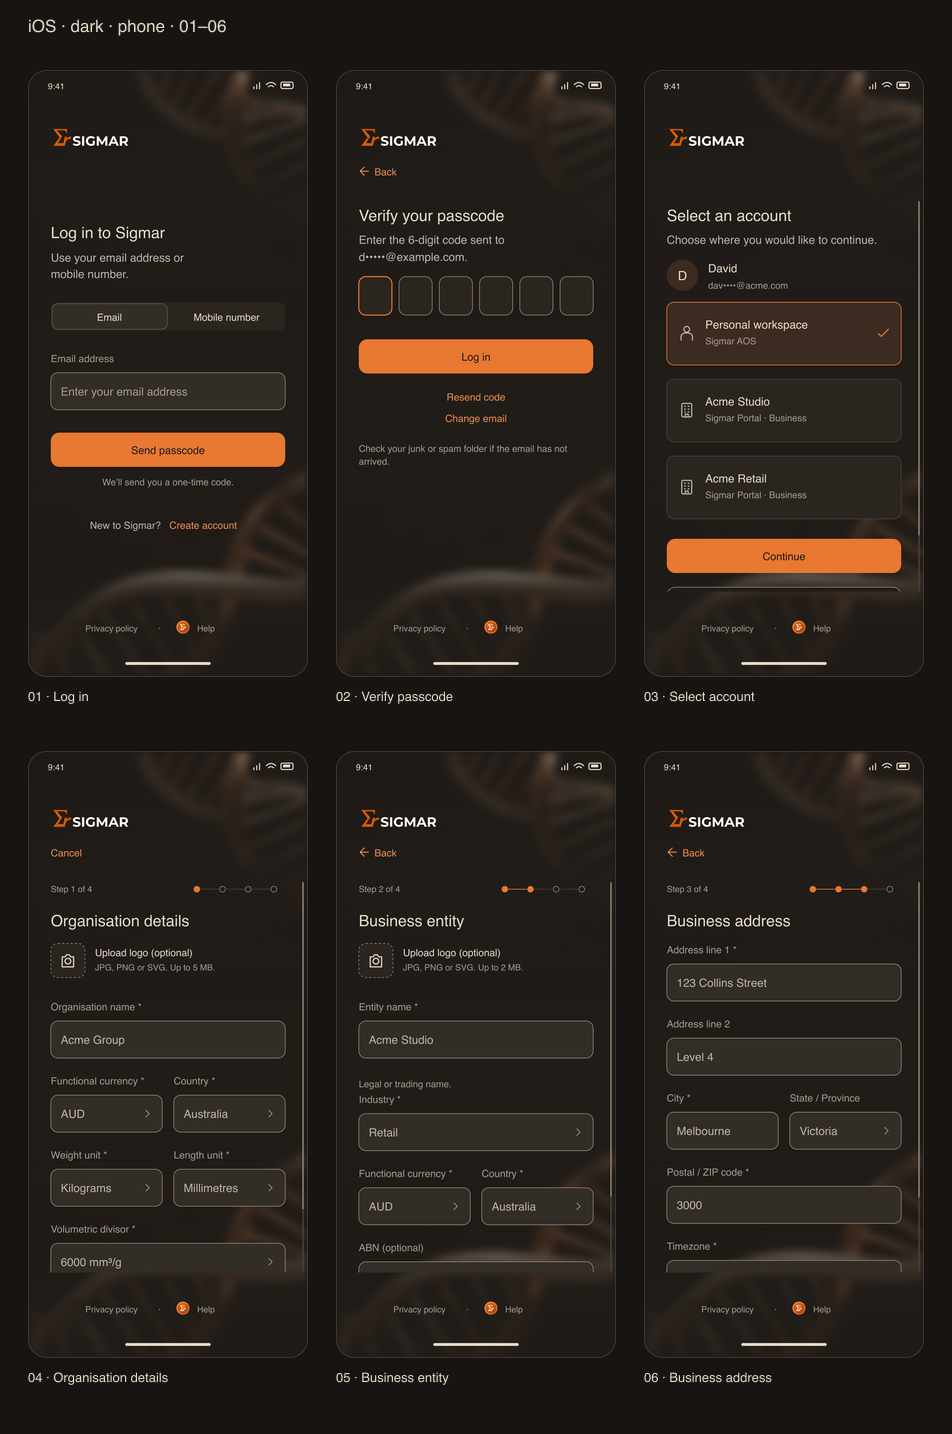 iOS · dark · phone · 01–06
9:41
SIGMAR
Log in to Sigmar
Use your email address or
mobile number.
Email
Mobile number
Email address
Enter your email address
Send passcode
We'll send you a one-time code.
New to Sigmar? Create account
Privacy policy · Help
01 · Log in
9:41
SIGMAR
← Back
Verify your passcode
Enter the 6-digit code sent to
d•••••@example.com.
Log in
Resend code
Change email
Check your junk or spam folder if the email has not
arrived.
Privacy policy · Help
02 · Verify passcode
9:41
SIGMAR
Select an account
Choose where you would like to continue.
D
David
dav••••@acme.com
Personal workspace
Sigmar AOS
Acme Studio
Sigmar Portal · Business
Acme Retail
Sigmar Portal · Business
Continue
Privacy policy · Help
03 · Select account
9:41
SIGMAR
Cancel
Step 1 of 4
Organisation details
Upload logo (optional)
JPG, PNG or SVG. Up to 5 MB.
Organisation name *
Acme Group
Functional currency *
Country *
AUD
Australia
Weight unit *
Length unit *
Kilograms
Millimetres
Volumetric divisor *
6000 mm³/g
Privacy policy · Help
04 · Organisation details
9:41
SIGMAR
← Back
Step 2 of 4
Business entity
Upload logo (optional)
JPG, PNG or SVG. Up to 2 MB.
Entity name *
Acme Studio
Legal or trading name.
Industry *
Retail
Functional currency *
Country *
AUD
Australia
ABN (optional)
Privacy policy · Help
05 · Business entity
9:41
SIGMAR
← Back
Step 3 of 4
Business address
Address line 1 *
123 Collins Street
Address line 2
Level 4
City *
State / Province
Melbourne
Victoria
Postal / ZIP code *
3000
Timezone *
Privacy policy · Help
06 · Business address